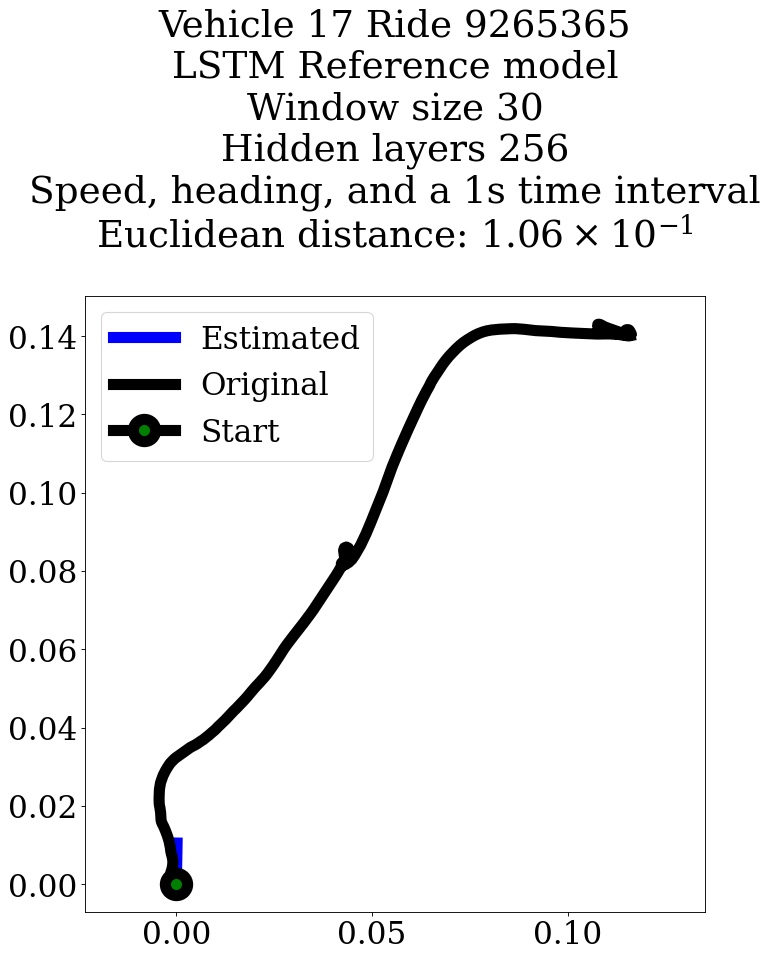 Vehicle 17 Ride 9265365
LSTM Reference model
Window size 30
Hidden layers 256
Speed, heading, and a 1s time interval
Euclidean distance: 1.06 × 10⁻¹
Estimated
Original
Start
0.14
0.12
0.10
0.08
0.06
0.04
0.02
0.00
0.00 0.05 0.10